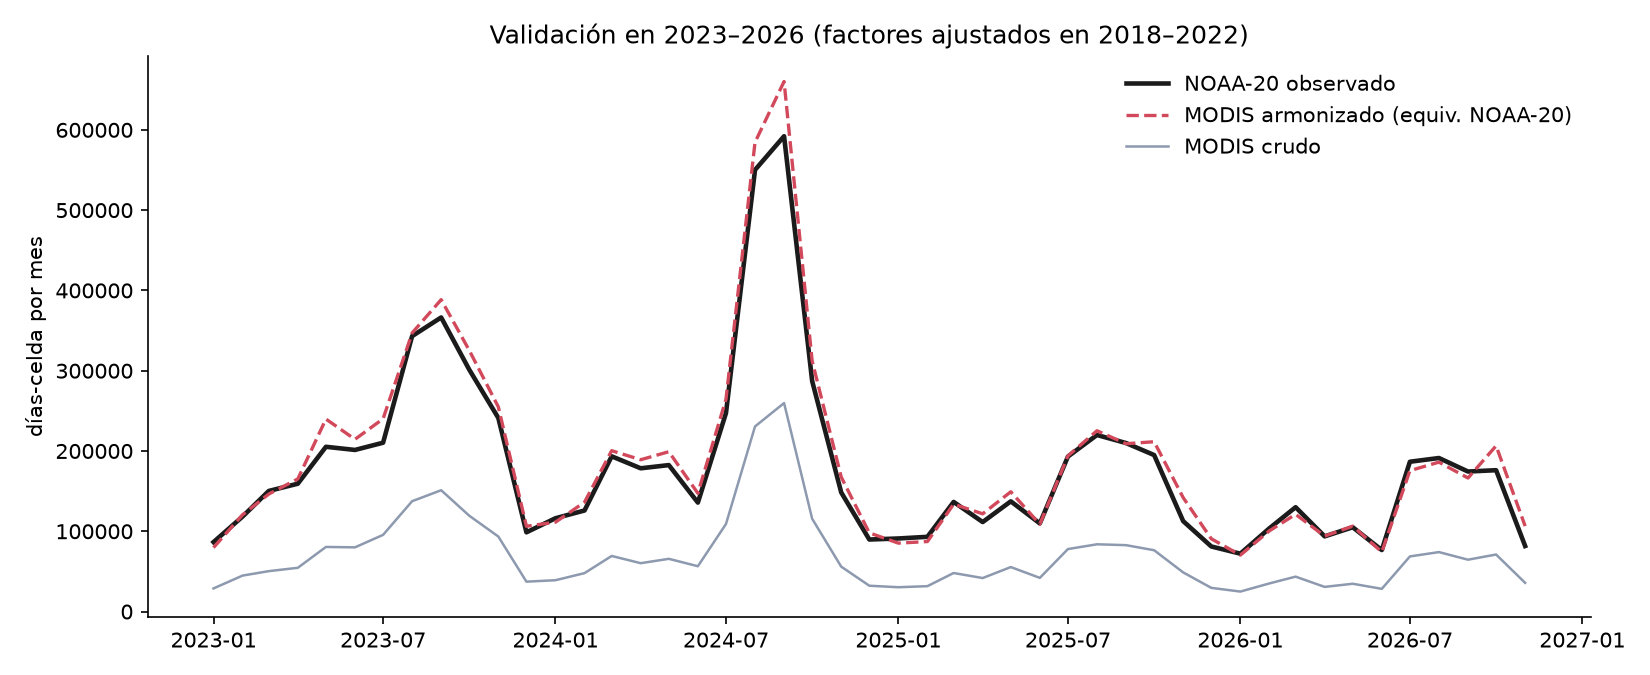 Validación en 2023–2026 (factores ajustados en 2018–2022)
NOAA-20 observado
MODIS armonizado (equiv. NOAA-20)
MODIS crudo
días-celda por mes
600000
500000
400000
300000
200000
100000
0
2023-01 2023-07 2024-01 2024-07 2025-01 2025-07 2026-01 2026-07 2027-01